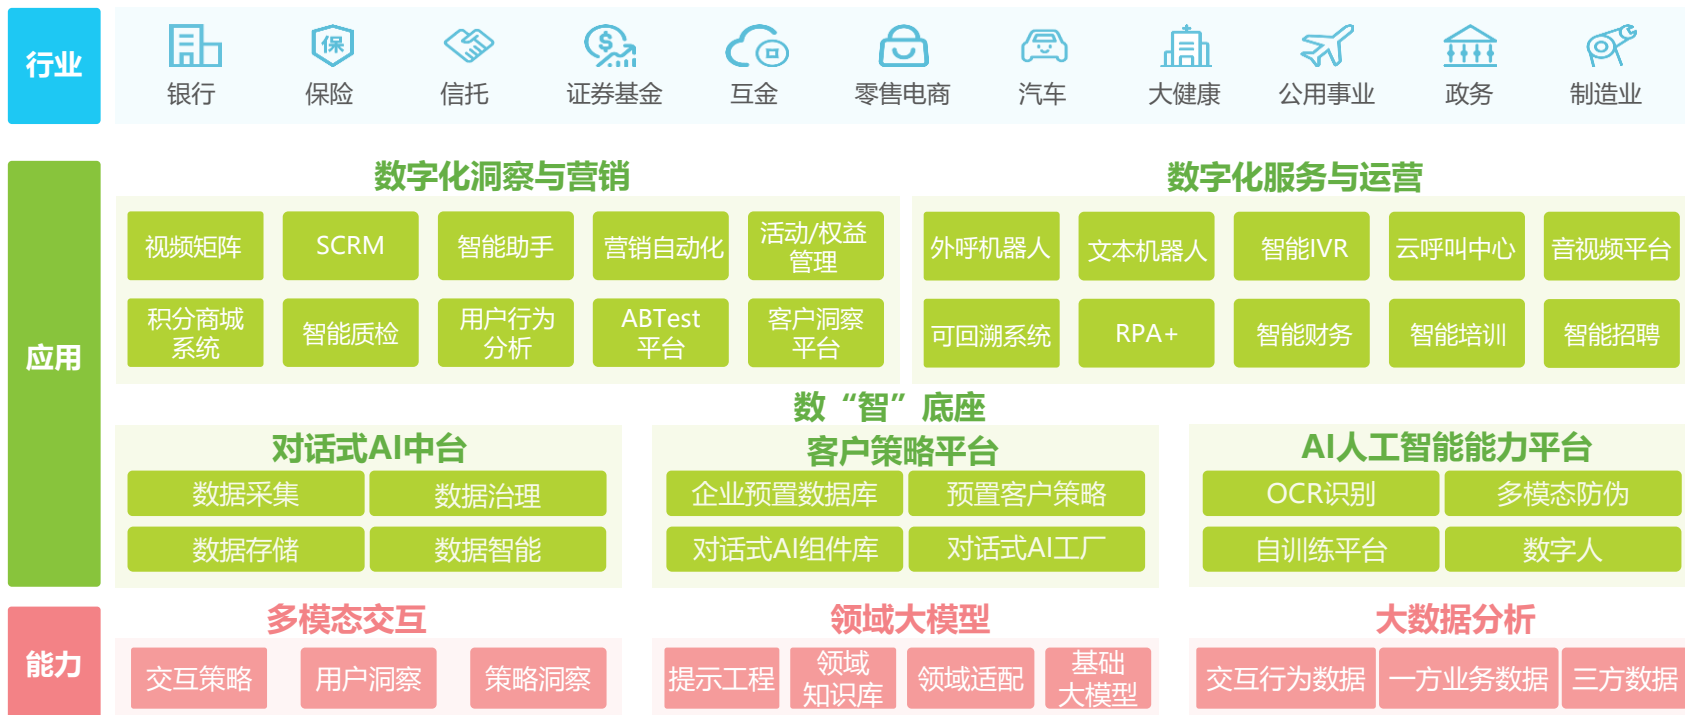 行业
保
银行
保险
信托
证券基金
互金
零售电商
汽车
大健康
公用事业
政务
制造业
应用
数字化洞察与营销
视频矩阵
SCRM
智能助手
营销自动化
活动/权益
管理
积分商城
系统
智能质检
用户行为
分析
ABTest
平台
客户洞察
平台
数字化服务与运营
外呼机器人
文本机器人
智能IVR
云呼叫中心
音视频平台
可回溯系统
RPA+
智能财务
智能培训
智能招聘
数“智”底座
对话式AI中台
数据采集
数据治理
数据存储
数据智能
客户策略平台
企业预置数据库
预置客户策略
对话式AI组件库
对话式AI工厂
AI人工智能能力平台
OCR识别
多模态防伪
自训练平台
数字人
能力
多模态交互
交互策略
用户洞察
策略洞察
领域大模型
提示工程
领域
知识库
领域适配
基础
大模型
大数据分析
交互行为数据
一方业务数据
三方数据